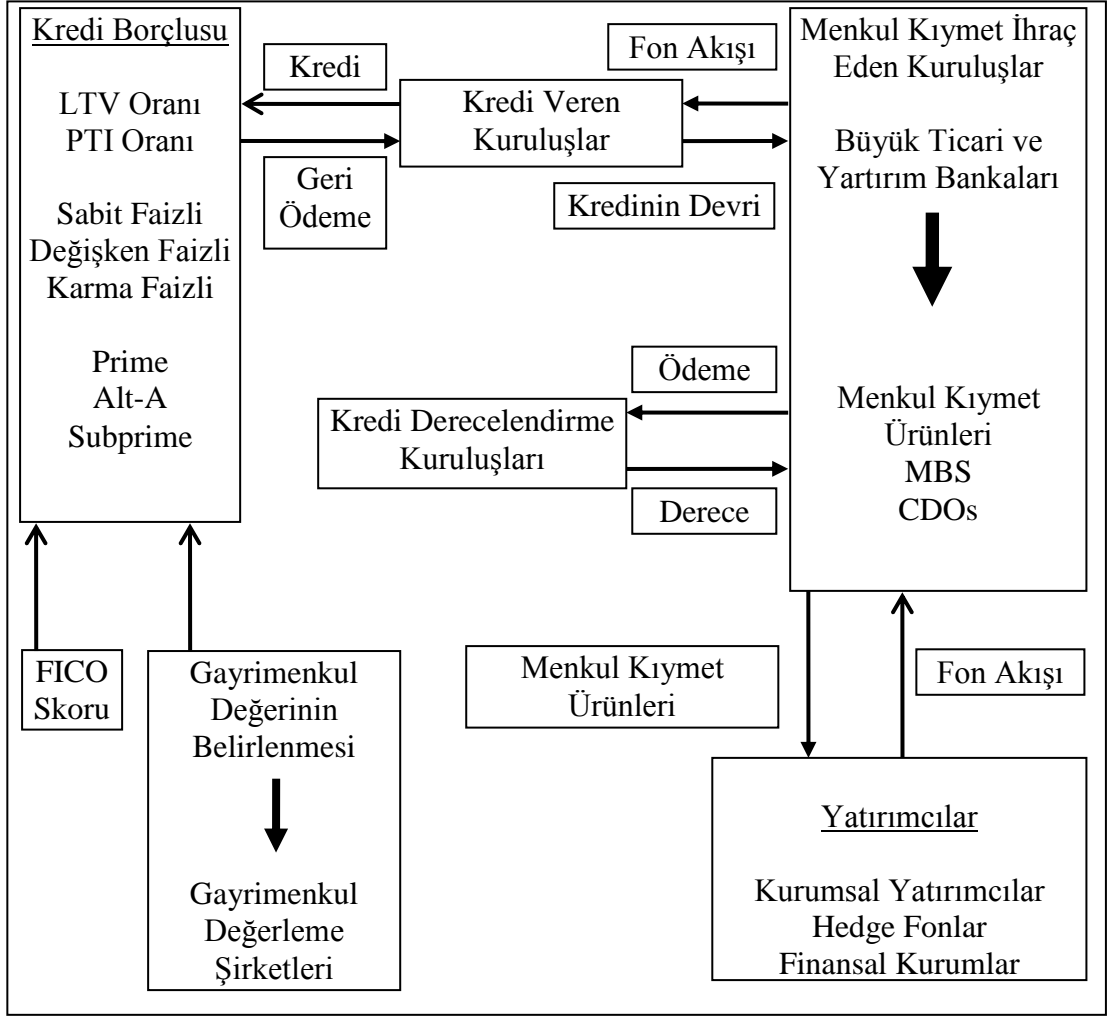 Kredi Borçlusu
LTV Oranı
PTI Oranı
Sabit Faizli
Değişken Faizli
Karma Faizli
Prime
Alt-A
Subprime
Kredi
Geri
Ödeme
Kredi Veren
Kuruluşlar
Fon Akışı
Kredinin Devri
Menkul Kıymet İhraç
Eden Kuruluşlar
Büyük Ticari ve
Yartırım Bankaları
Menkul Kıymet
Ürünleri
MBS
CDOs
Ödeme
Kredi Derecelendirme
Kuruluşları
Derece
FICO
Skoru
Gayrimenkul
Değerinin
Belirlenmesi
Gayrimenkul
Değerleme
Şirketleri
Menkul Kıymet
Ürünleri
Fon Akışı
Yatırımcılar
Kurumsal Yatırımcılar
Hedge Fonlar
Finansal Kurumlar